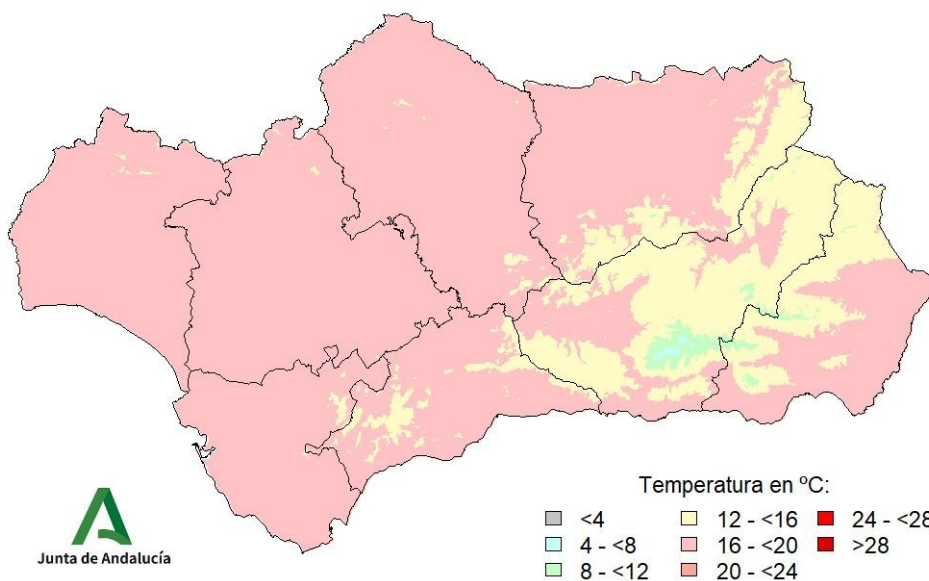 Temperatura en ºC:
<4
12 - <16
24 - <28
4 - <8
16 - <20
>28
8 - <12
20 - <24
Junta de Andalucía